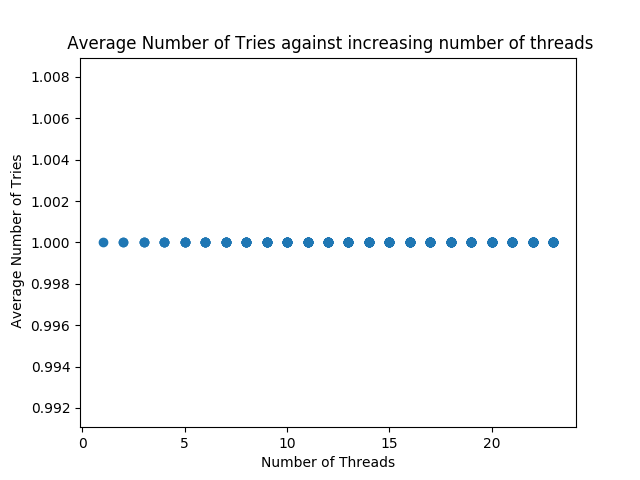 Average Number of Tries against increasing number of threads
1.008
1.006
1.004
1.002
1.000
0.998
0.996
0.994
0.992
Average Number of Tries
0 5 10 15 20
Number of Threads